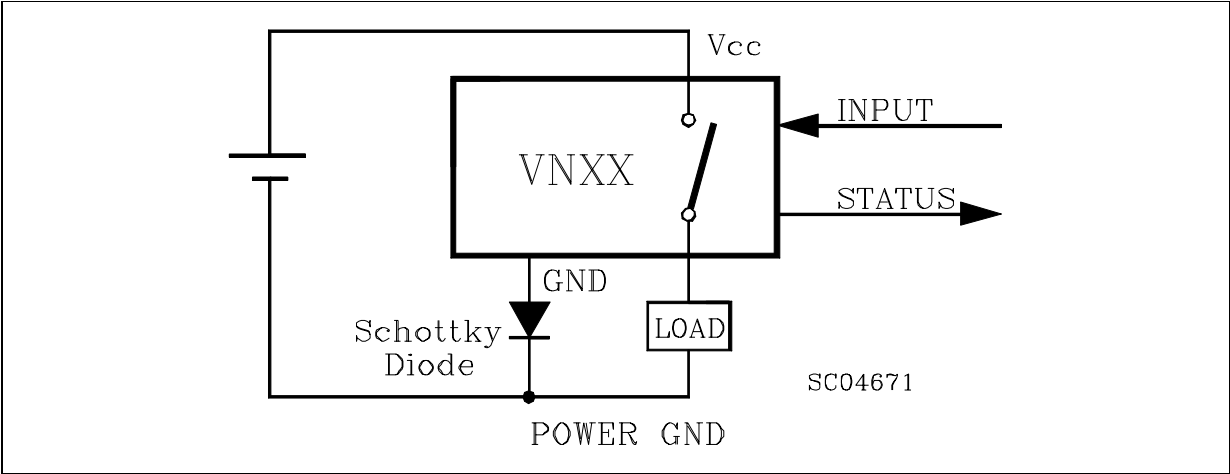 Vcc
INPUT
VNXX
STATUS
GND
Schottky
Diode
LOAD
SC04671
POWER GND